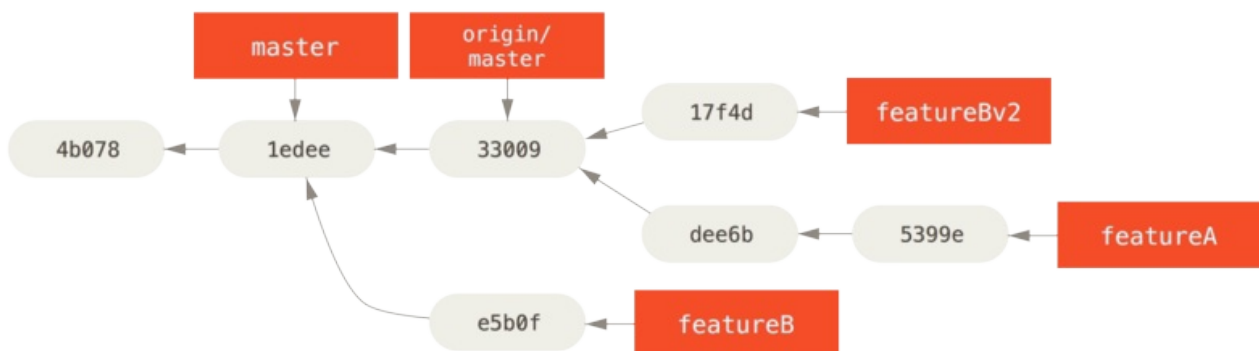 master
origin/
master
17f4d
featureBv2
4b078
1edee
33009
dee6b
5399e
featureA
e5b0f
featureB